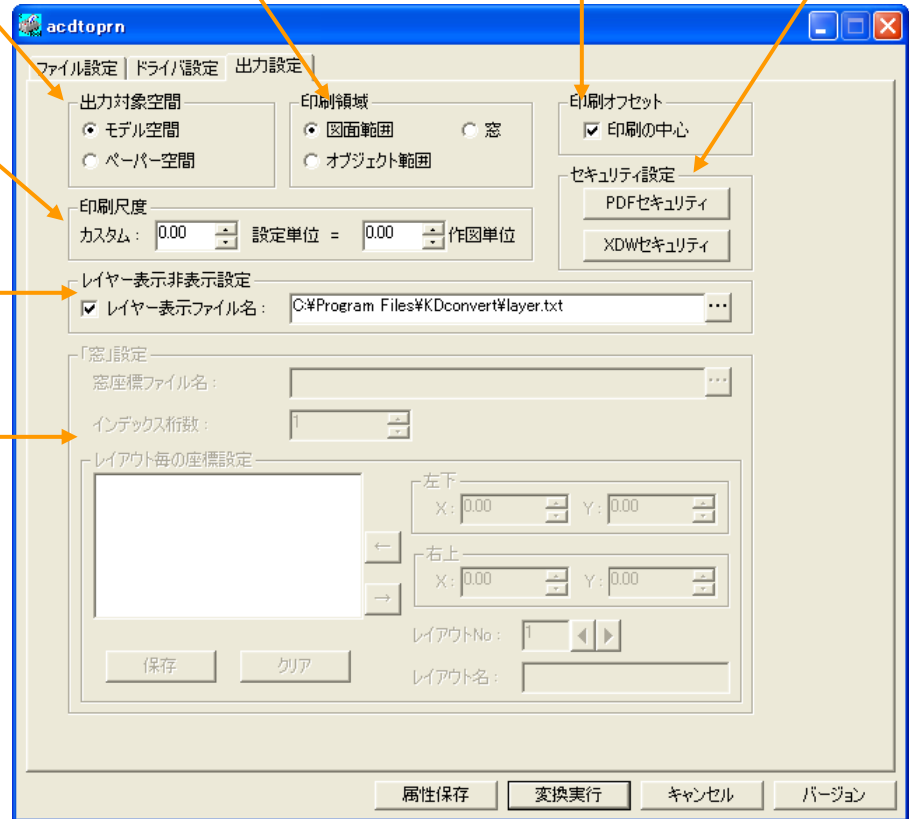 acdtoprn
ファイル設定 ドライバ設定 出力設定
出力対象空間
モデル空間
ペーパー空間
印刷領域
図面範囲 窓
オブジェクト範囲
印刷オフセット
印刷の中心
セキュリティ設定
PDFセキュリティ
XDWセキュリティ
印刷尺度
カスタム： 0.00 設定単位 = 0.00 作図単位
レイヤー表示非表示設定
レイヤー表示ファイル名： C:¥Program Files¥KDconvert¥layer.txt ...
「窓」設定
窓座標ファイル名： ...
インデックス桁数： 1
レイアウト毎の座標設定
← 
→
左下
X: 0.00 Y: 0.00
右上
X: 0.00 Y: 0.00
レイアウトNo： 1
レイアウト名：
保存 クリア
属性保存 変換実行 キャンセル バージョン